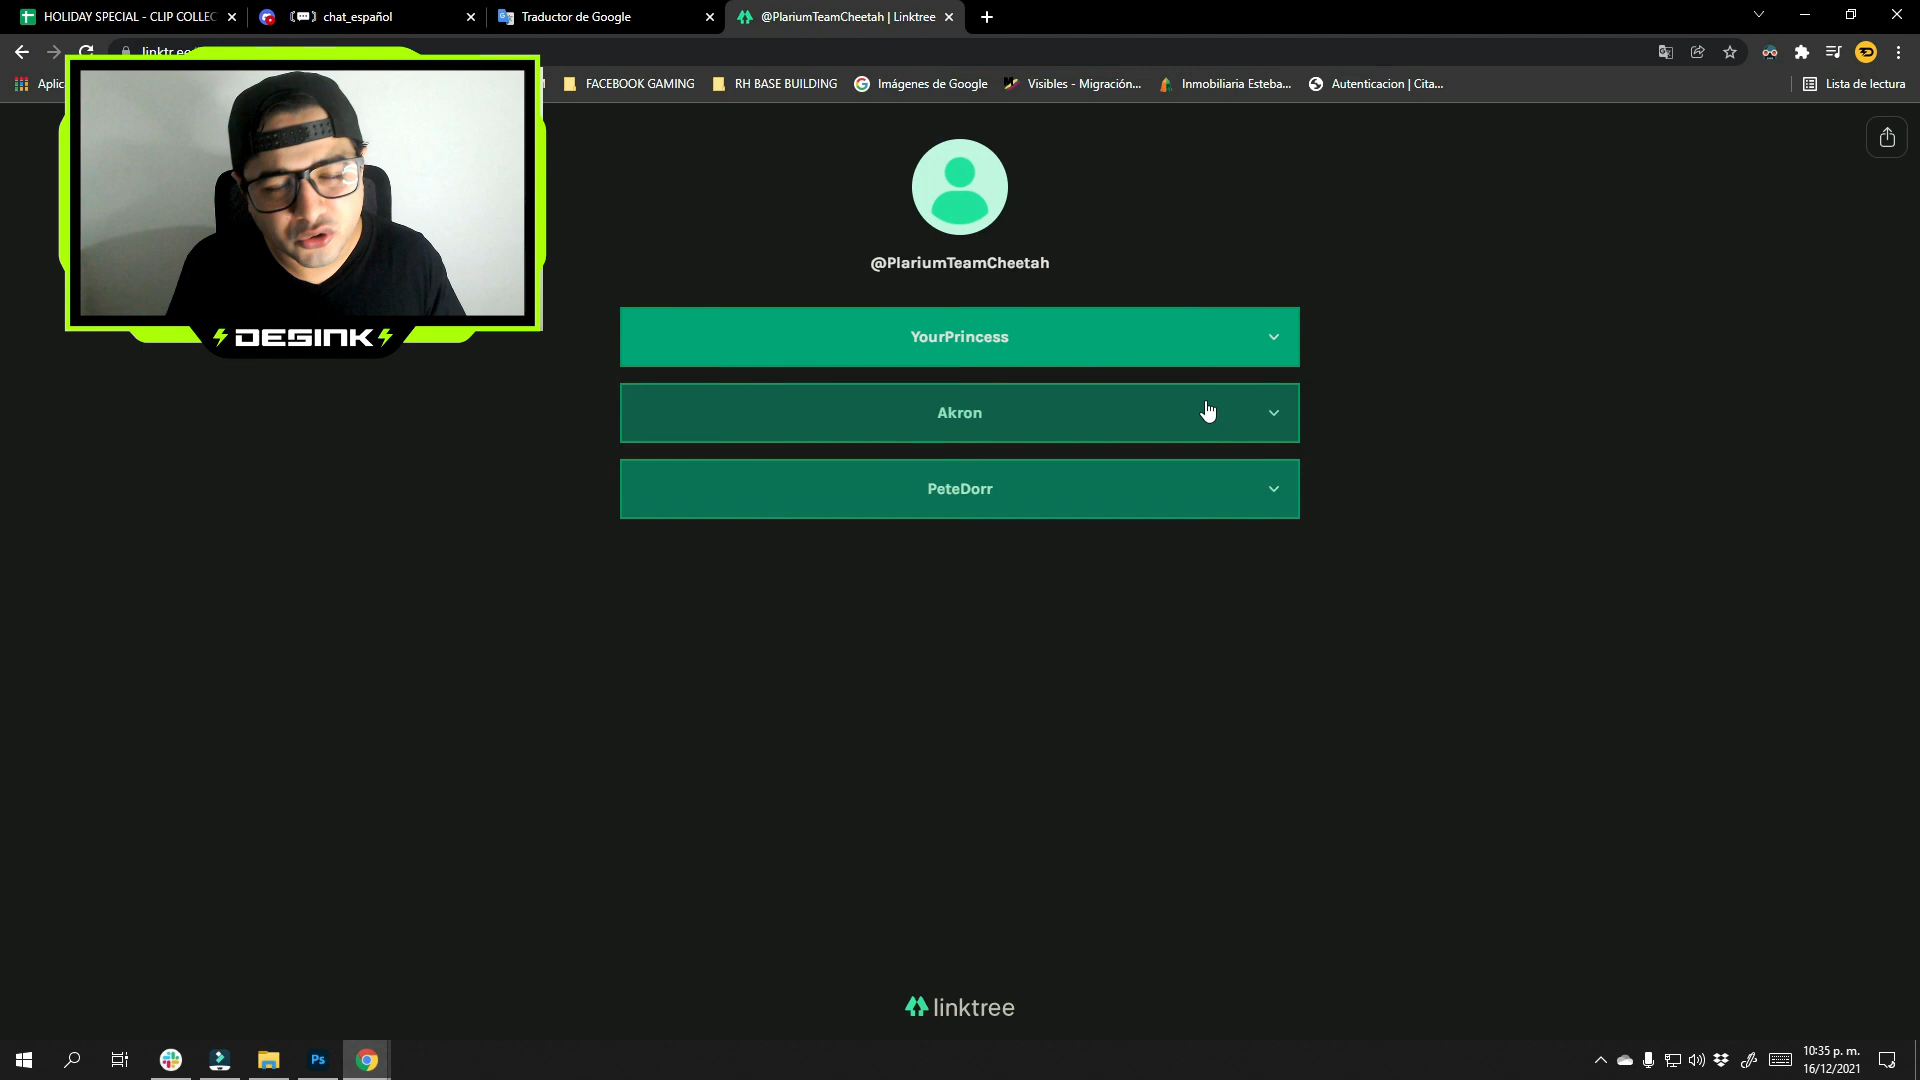 HOLIDAY SPECIAL - CLIP COLLEC
chat_español
Traductor de Google
@PlariumTeamCheetah | Linktree
Aplic
FACEBOOK GAMING
RH BASE BUILDING
Imágenes de Google
Visibles - Migración...
Inmobiliaria Esteba...
Autenticacion | Cita...
Lista de lectura
DESINK
@PlariumTeamCheetah
YourPrincess
Akron
PeteDorr
linktree
Ps
10:35 p. m.
16/12/2021